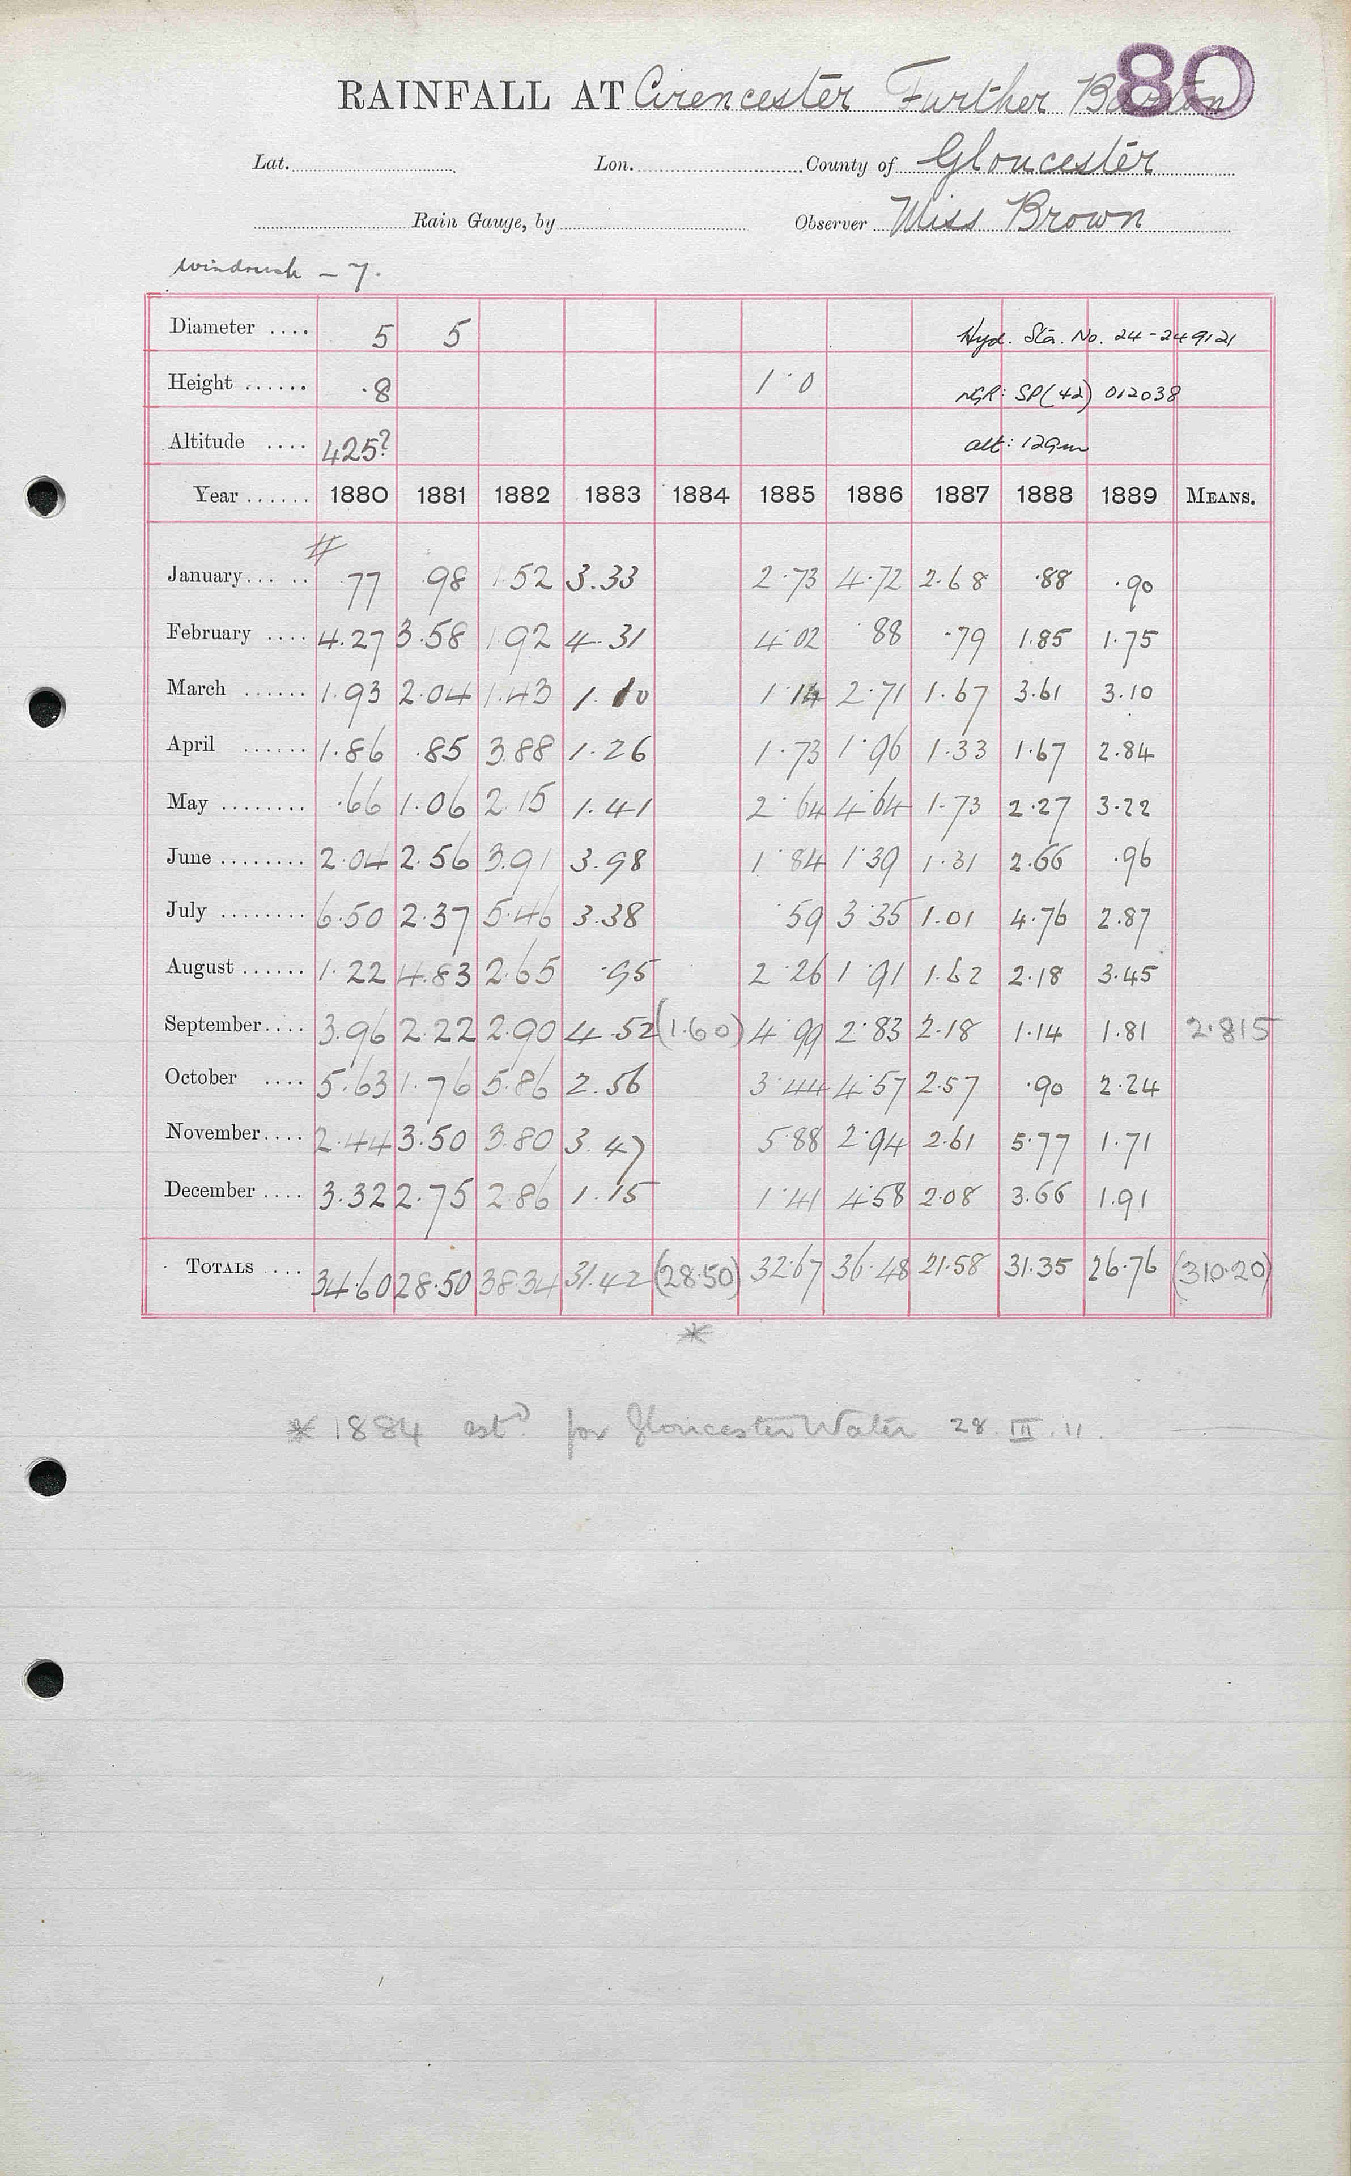 80
RAINFALL AT Cirencester Further Barton
Lat. Lon. County of Gloucester
Rain Gauge, by Observer Miss Brown
Windrush – 7.
Diameter .... 5 5 Hyd. Sta. No. 24-249121
Height ...... .8 1.0 NGR: SP(42) 012038
Altitude .... 425? alt: 129m
Year ...... 1880 1881 1882 1883 1884 1885 1886 1887 1888 1889 MEANS.
#
January... .. .77 .98 1.52 3.33 2.73 4.72 2.68 .88 .90
February .... 4.27 3.58 1.92 4.31 4.02 .88 .79 1.85 1.75
March ...... 1.93 2.04 1.43 1.10 1.14 2.71 1.67 3.61 3.10
April ...... 1.86 .85 3.88 1.26 1.73 1.96 1.33 1.67 2.84
May ........ .66 1.06 2.15 1.41 2.64 4.64 1.73 2.27 3.22
June ........ 2.04 2.56 3.91 3.98 1.84 1.39 1.31 2.66 .96
July ........ 6.50 2.37 5.46 3.38 .59 3.35 1.01 4.76 2.87
August ...... 1.22 4.83 2.65 .95 2.26 1.91 1.62 2.18 3.45
September.... 3.96 2.22 2.90 4.52 (1.60) 4.99 2.83 2.18 1.14 1.81 2.815
October .... 5.63 1.76 5.86 2.56 3.44 4.57 2.57 .90 2.24
November.... 2.44 3.50 3.80 3.47 5.88 2.94 2.61 5.77 1.71
December .... 3.32 2.75 2.86 1.15 1.41 4.58 2.08 3.66 1.91
TOTALS .... 34.60 28.50 38.34 31.42 (28.50) 32.67 36.48 21.58 31.35 26.76 (310.20)
*
* 1884 estd. for Gloucester Water 28.III.11.